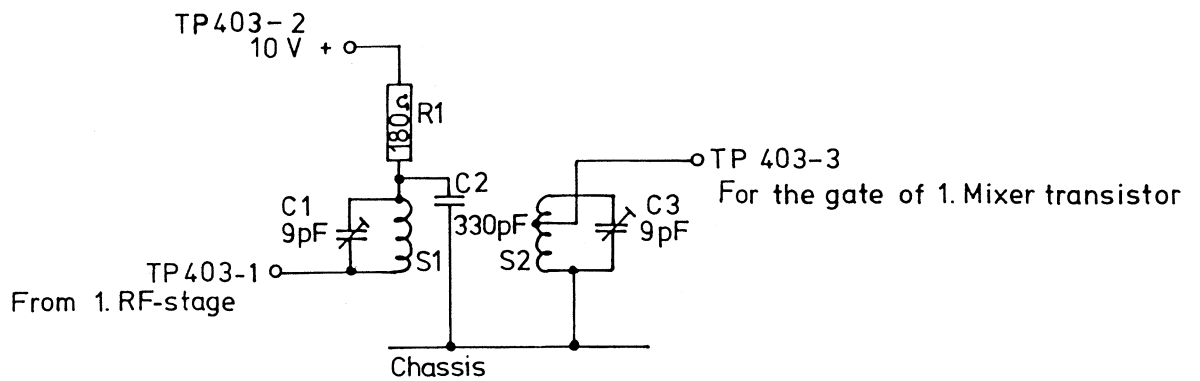 TP403-2
10 V +
180Ω
R1
C1
9pF
S1
C2
330pF
S2
C3
9pF
TP 403-3
For the gate of 1. Mixer transistor
TP403-1
From 1. RF-stage
Chassis